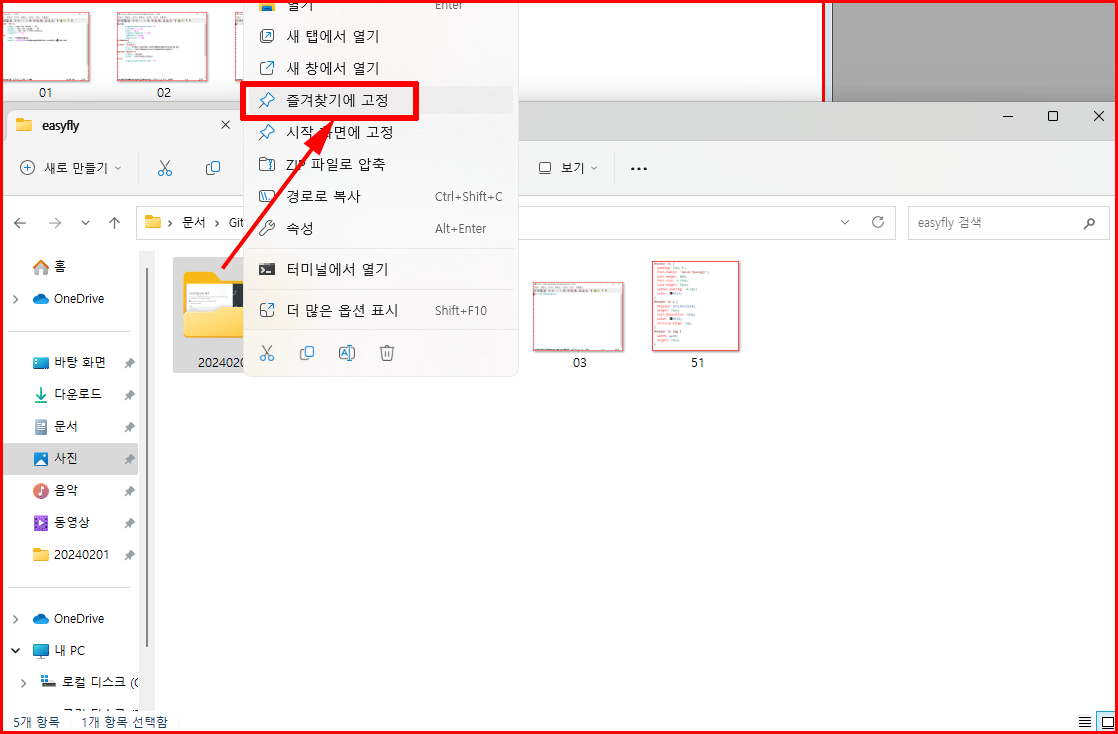 열기 Enter
새 탭에서 열기
새 창에서 열기
01 02
즐겨찾기에 고정
easyfly
시작 화면에 고정
새로 만들기
ZIP 파일로 압축
보기
경로로 복사 Ctrl+Shift+C
문서 Git
easyfly 검색
속성 Alt+Enter
홈
터미널에서 열기
OneDrive
더 많은 옵션 표시 Shift+F10
바탕 화면
2024020
03
51
다운로드
문서
사진
음악
동영상
20240201
OneDrive
내 PC
로컬 디스크 (C
5개 항목 1개 항목 선택함